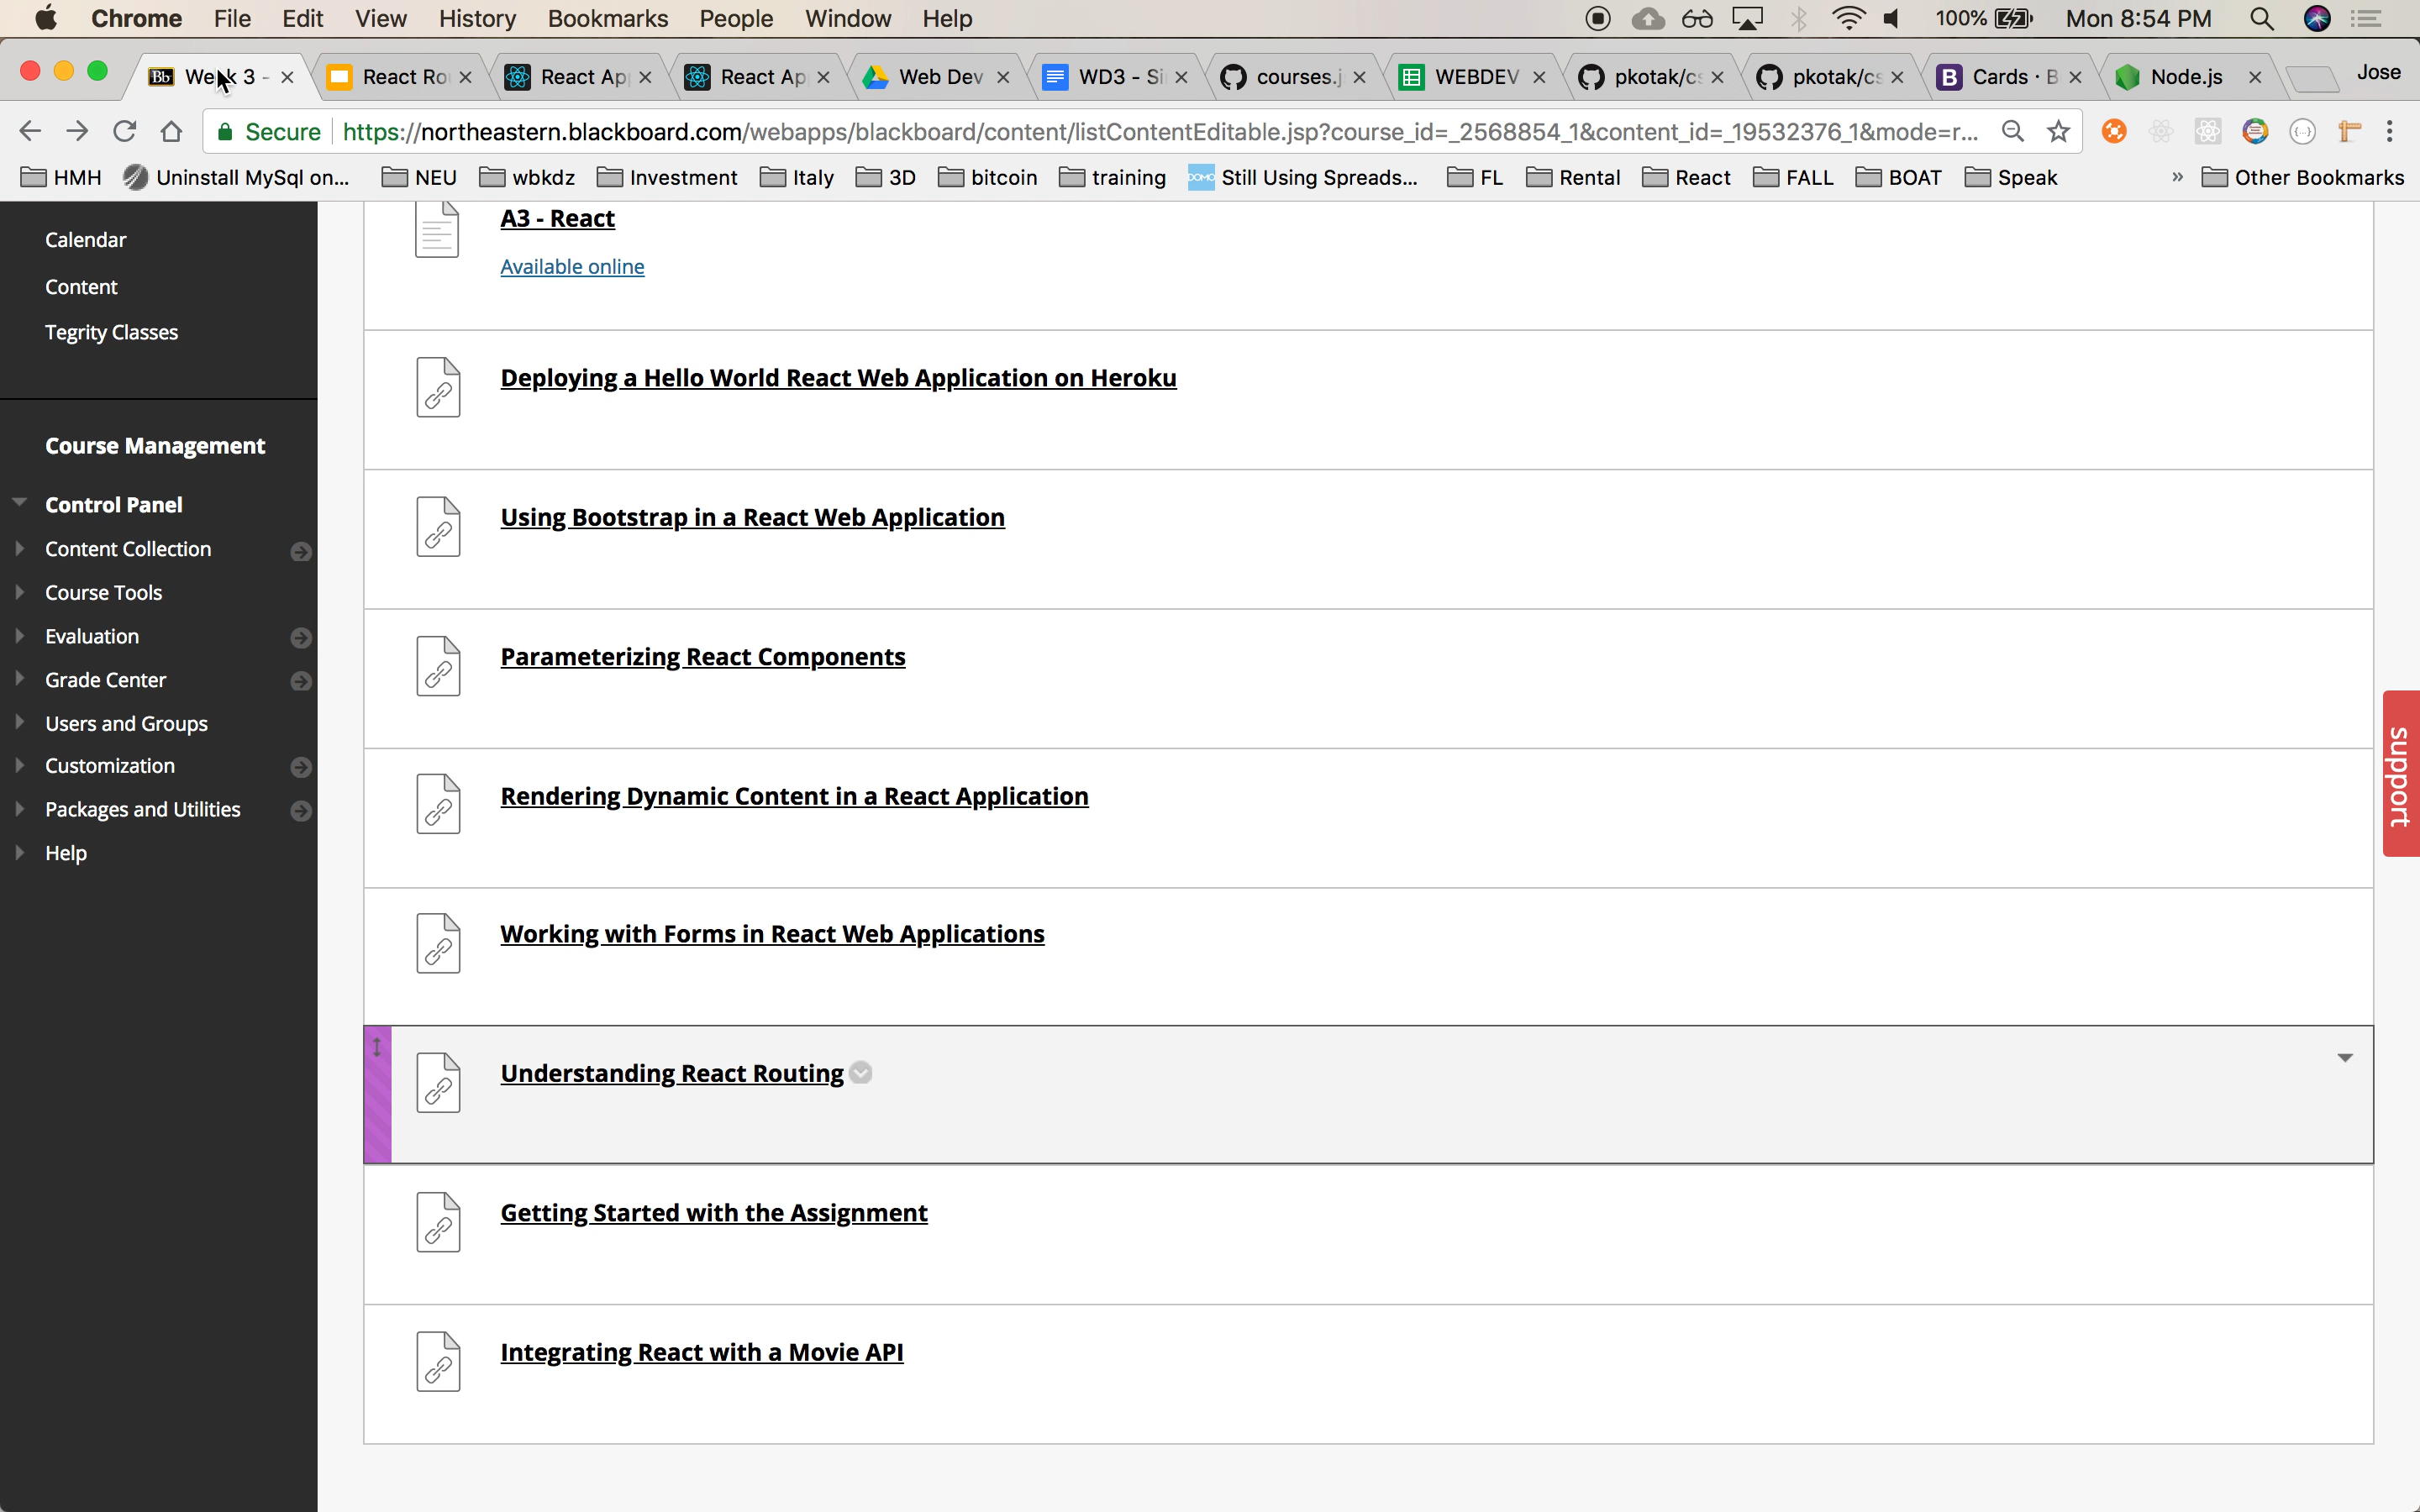 Chrome File Edit View History Bookmarks People Window Help 100% Mon 8:54 PM
Bb Week 3 - React Rou React App React App Web Dev WD3 - Si courses.j WEBDEV pkotak/cs pkotak/cs B Cards · B Node.js Jose
Secure https://northeastern.blackboard.com/webapps/blackboard/content/listContentEditable.jsp?course_id=_2568854_1&content_id=_19532376_1&mode=r...
HMH Uninstall MySql on... NEU wbkdz Investment Italy 3D bitcoin training DOMO Still Using Spreads... FL Rental React FALL BOAT Speak » Other Bookmarks
Calendar
Content
Tegrity Classes
Course Management
Control Panel
Content Collection
Course Tools
Evaluation
Grade Center
Users and Groups
Customization
Packages and Utilities
Help
A3 - React
Available online
Deploying a Hello World React Web Application on Heroku
Using Bootstrap in a React Web Application
Parameterizing React Components
Rendering Dynamic Content in a React Application
Working with Forms in React Web Applications
Understanding React Routing
Getting Started with the Assignment
Integrating React with a Movie API
support